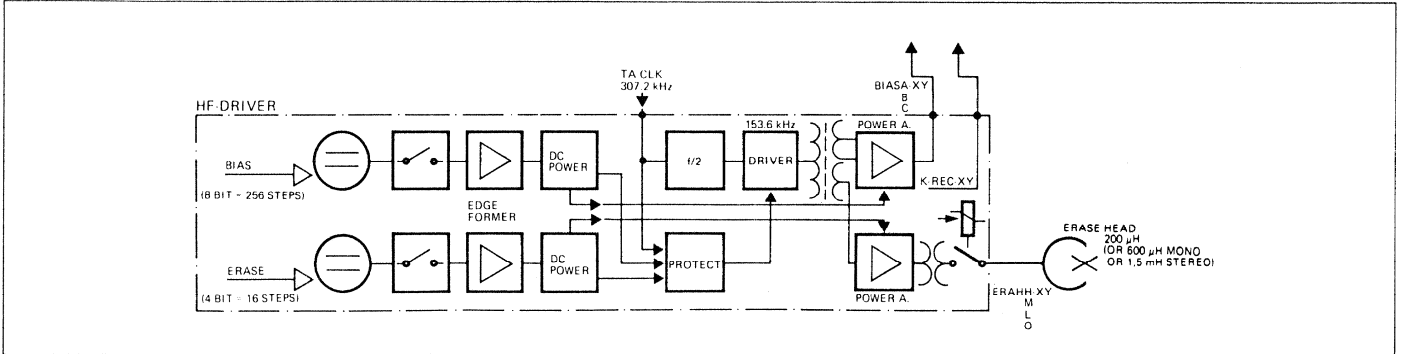 TA CLK
307.2 kHz
BIASA-XY
B
C
HF-DRIVER
153.6 kHz
POWER A.
BIAS
(8 BIT = 256 STEPS)
DC
POWER
f/2
DRIVER
K-REC-XY
EDGE
FORMER
ERASE
(4 BIT = 16 STEPS)
DC
POWER
PROTECT
POWER A.
ERASE HEAD
200 µH
(OR 600 µH MONO
OR 1,5 mH STEREO)
ERAHH-XY
M
L
O